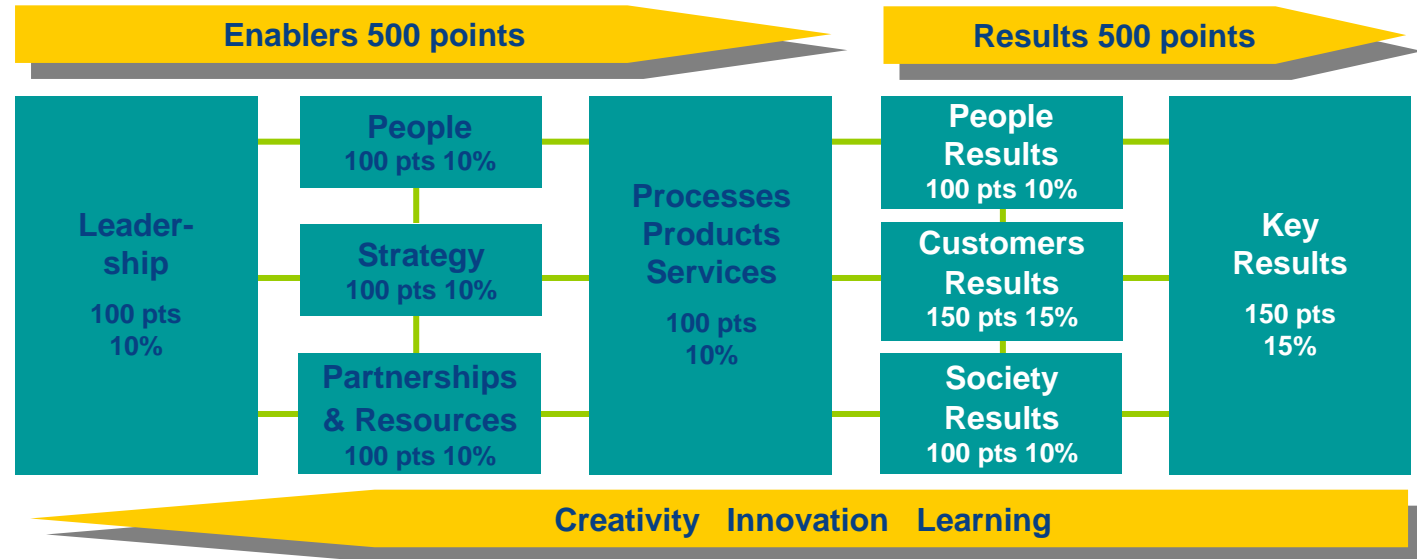 Enablers 500 points
Results 500 points
Leader-
ship
100 pts
10%
People
100 pts 10%
Strategy
100 pts 10%
Partnerships
& Resources
100 pts 10%
Processes
Products
Services
100 pts
10%
People
Results
100 pts 10%
Customers
Results
150 pts 15%
Society
Results
100 pts 10%
Key
Results
150 pts
15%
Creativity Innovation Learning